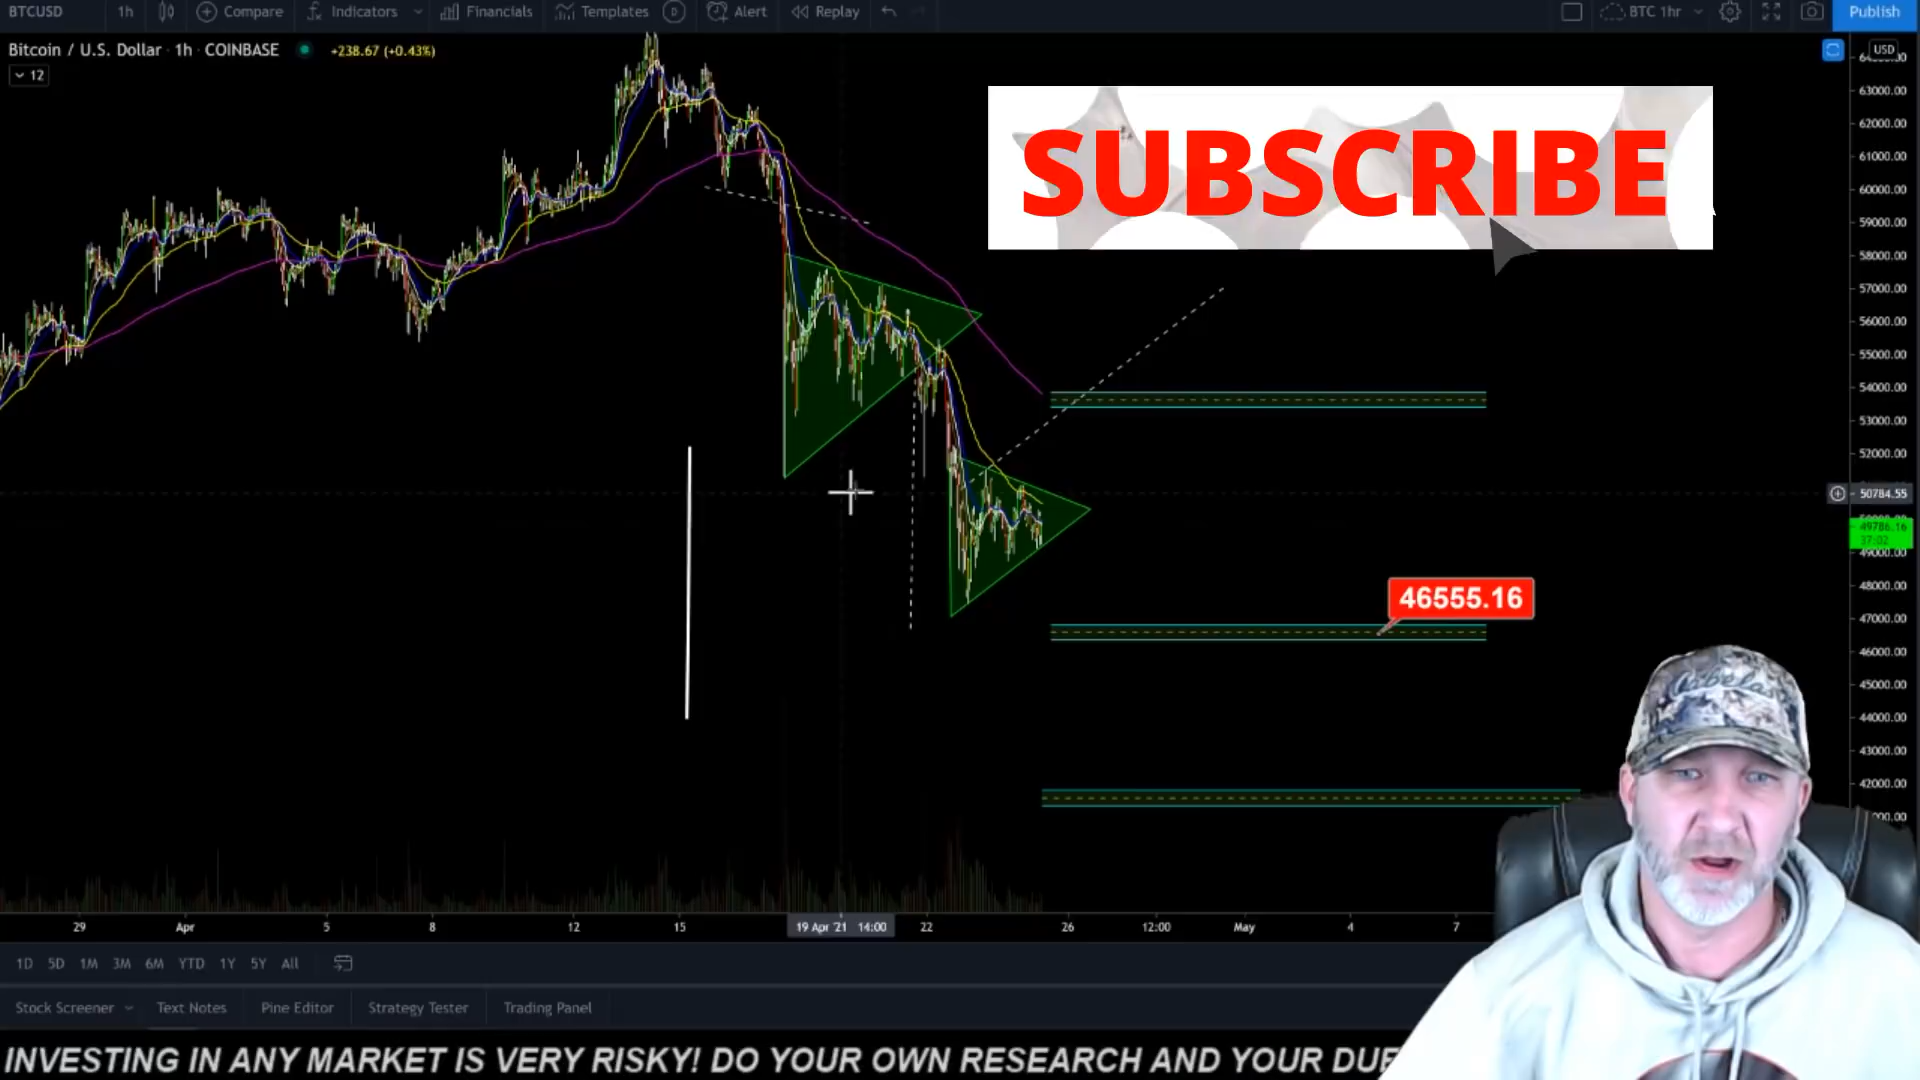 BTCUSD 1h Compare Indicators Financials Templates Alert Replay BTC 1hr Publish
Bitcoin / U.S. Dollar · 1h · COINBASE +238.67 (+0.43%)
12
USD
63000.00
62000.00
61000.00
60000.00
59000.00
58000.00
57000.00
56000.00
55000.00
54000.00
53000.00
52000.00
50784.55
49786.16
37:02
49000.00
48000.00
47000.00
46000.00
45000.00
44000.00
43000.00
42000.00
SUBSCRIBE
46555.16
Cabela's
29 Apr 5 8 12 15 19 Apr '21 14:00 22 26 12:00 May 4 7
1D 5D 1M 3M 6M YTD 1Y 5Y All
Stock Screener Text Notes Pine Editor Strategy Tester Trading Panel
INVESTING IN ANY MARKET IS VERY RISKY! DO YOUR OWN RESEARCH AND YOUR DUE